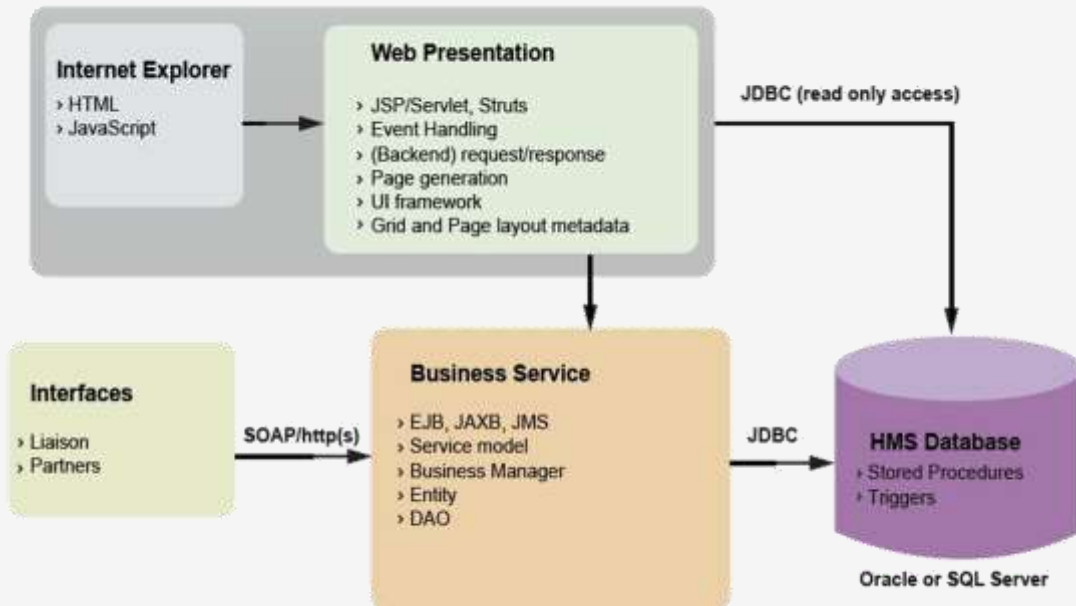 Internet Explorer
› HTML
› JavaScript
Web Presentation
› JSP/Servlet, Struts
› Event Handling
› (Backend) request/response
› Page generation
› UI framework
› Grid and Page layout metadata
JDBC (read only access)
Interfaces
› Liaison
› Partners
SOAP/http(s)
Business Service
› EJB, JAXB, JMS
› Service model
› Business Manager
› Entity
› DAO
JDBC
HMS Database
› Stored Procedures
› Triggers
Oracle or SQL Server